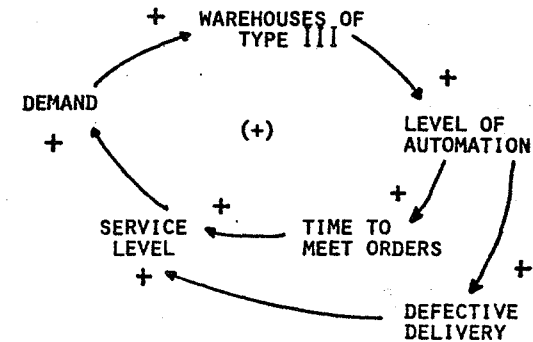 +
WAREHOUSES OF
TYPE III
+
DEMAND
+
(+)
LEVEL OF
AUTOMATION
+
+
SERVICE
LEVEL
+
TIME TO
MEET ORDERS
+
DEFECTIVE
DELIVERY